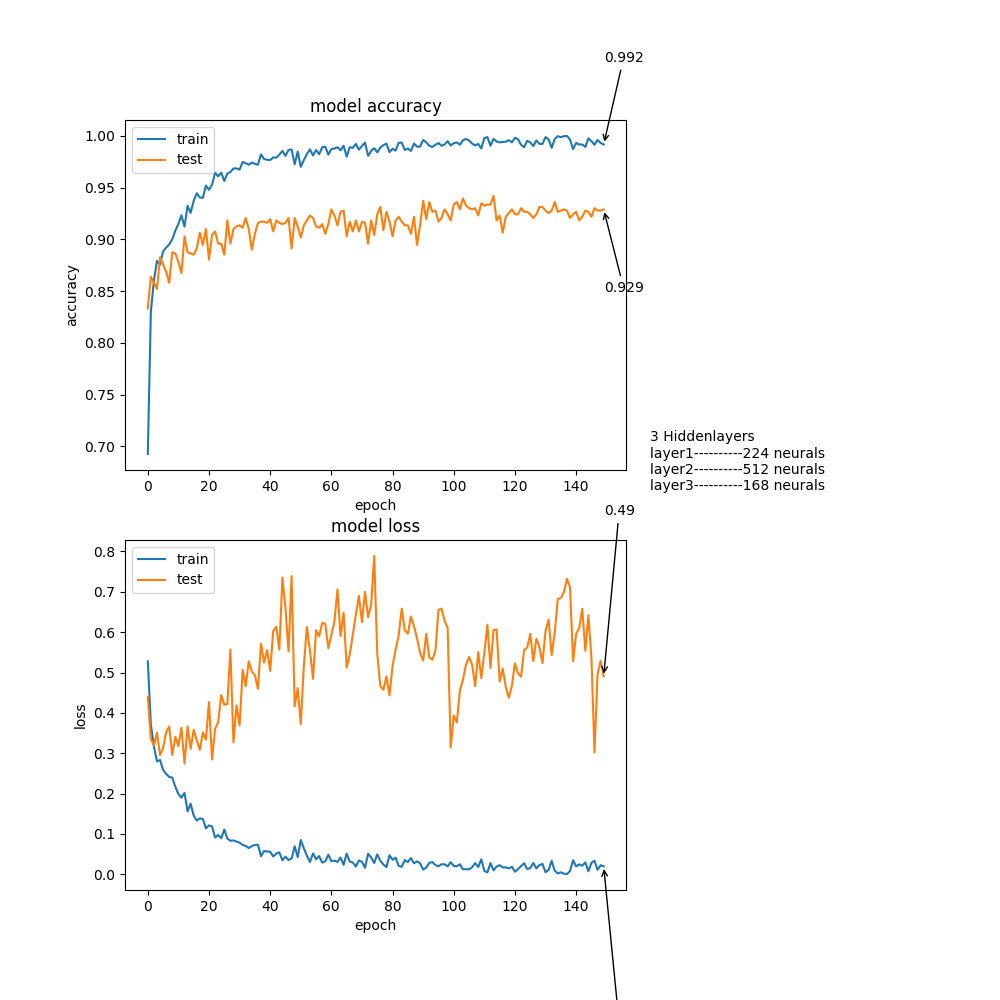 0.992
model accuracy
train
test
1.00
0.95
0.90
0.85
0.80
0.75
0.70
accuracy
0.929
0 20 40 60 80 100 120 140
epoch
3 Hiddenlayers
layer1----------224 neurals
layer2----------512 neurals
layer3----------168 neurals
0.49
model loss
train
test
0.8
0.7
0.6
0.5
0.4
0.3
0.2
0.1
0.0
loss
0 20 40 60 80 100 120 140
epoch